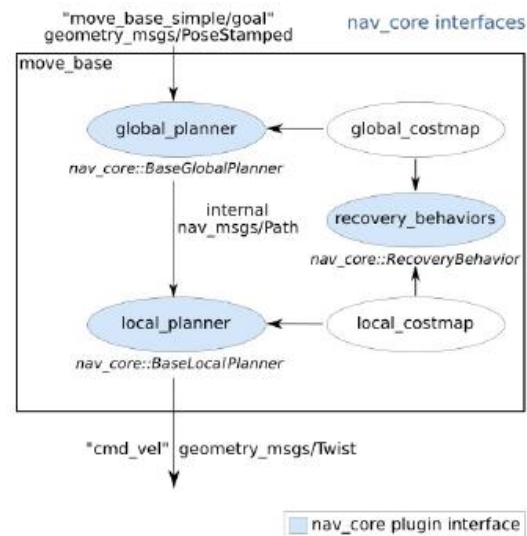 "move_base_simple/goal"
geometry_msgs/PoseStamped
nav_core interfaces
move_base
global_planner
global_costmap
nav_core::BaseGlobalPlanner
internal
nav_msgs/Path
recovery_behaviors
nav_core::RecoveryBehavior
local_planner
local_costmap
nav_core::BaseLocalPlanner
"cmd_vel" geometry_msgs/Twist
nav_core plugin interface